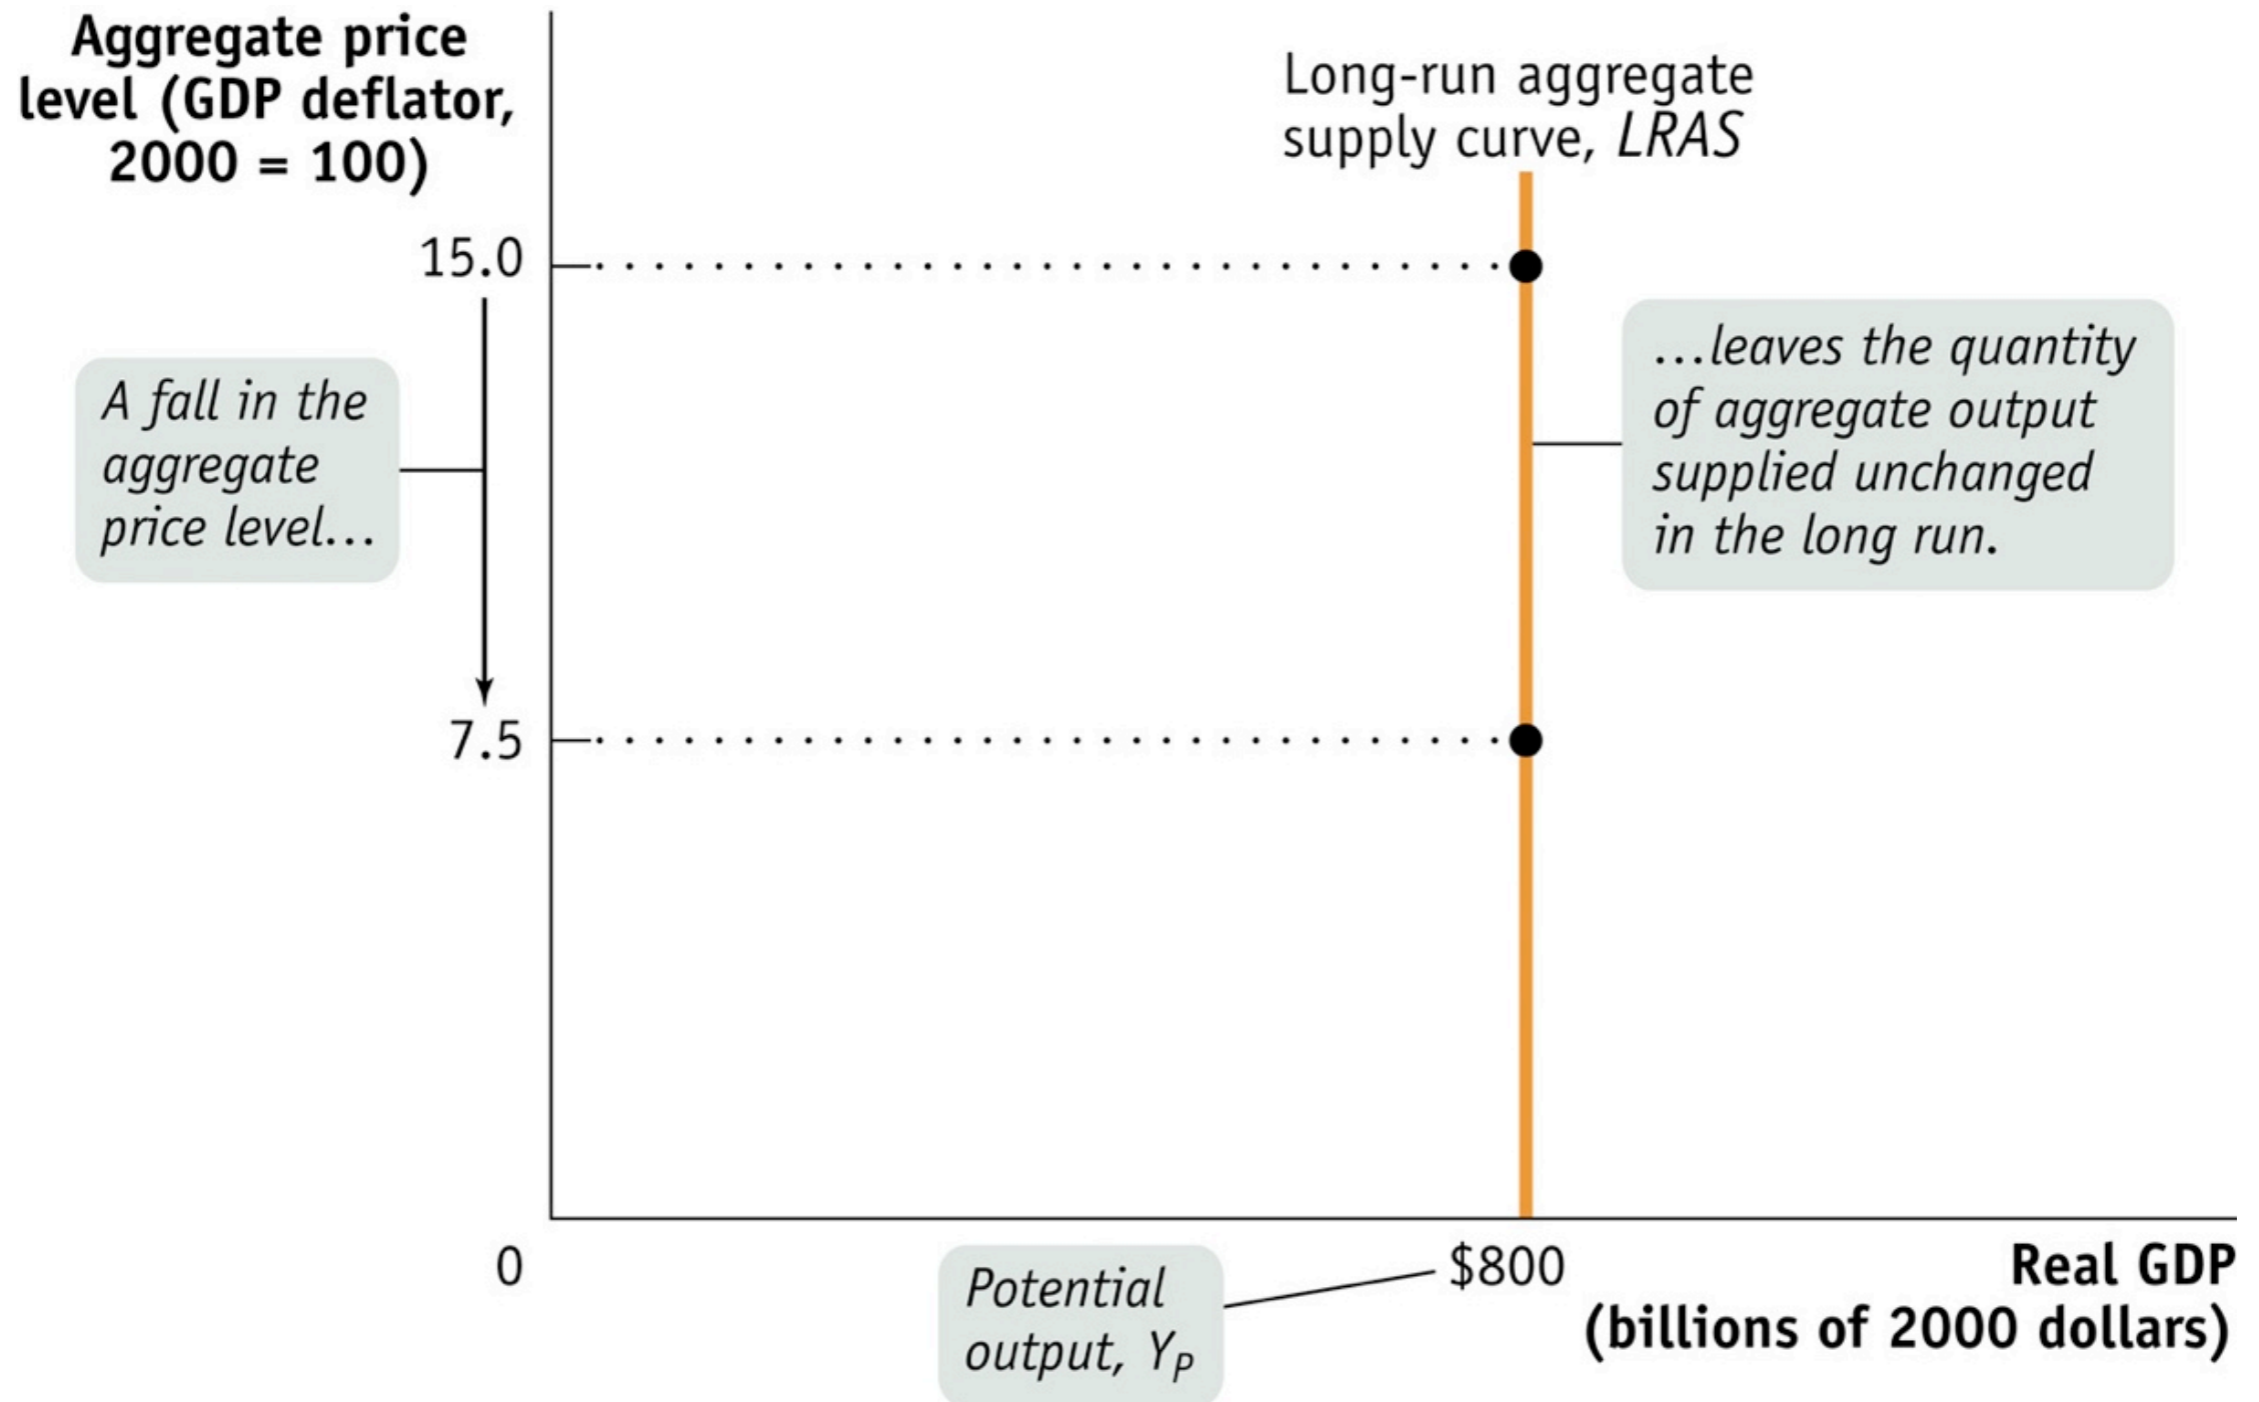 Aggregate price
level (GDP deflator,
2000 = 100)
Long-run aggregate
supply curve, LRAS
15.0
A fall in the
aggregate
price level...
...leaves the quantity
of aggregate output
supplied unchanged
in the long run.
7.5
0
Potential
output, YP
$800
Real GDP
(billions of 2000 dollars)